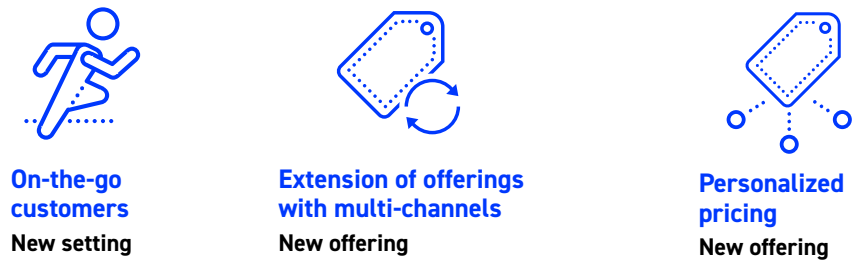 On-the-go
customers
New setting
Extension of offerings
with multi-channels
New offering
Personalized
pricing
New offering